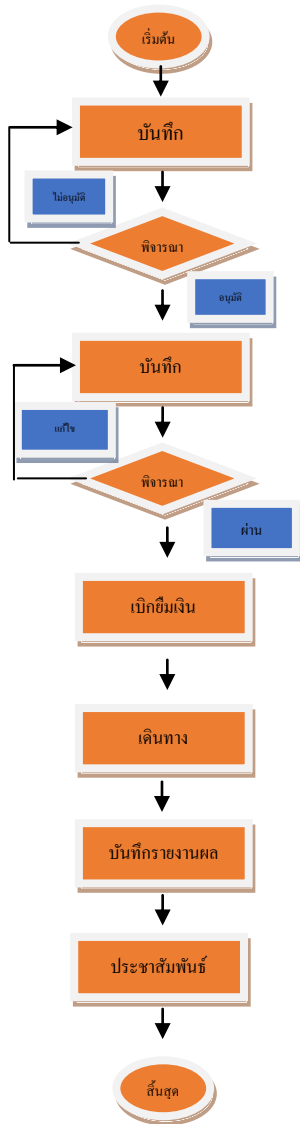 เริ่มต้น
บันทึก
ไม่อนุมัติ
พิจารณา
อนุมัติ
บันทึก
แก้ไข
พิจารณา
ผ่าน
เบิกยืมเงิน
เดินทาง
บันทึกรายงานผล
ประชาสัมพันธ์
สิ้นสุด